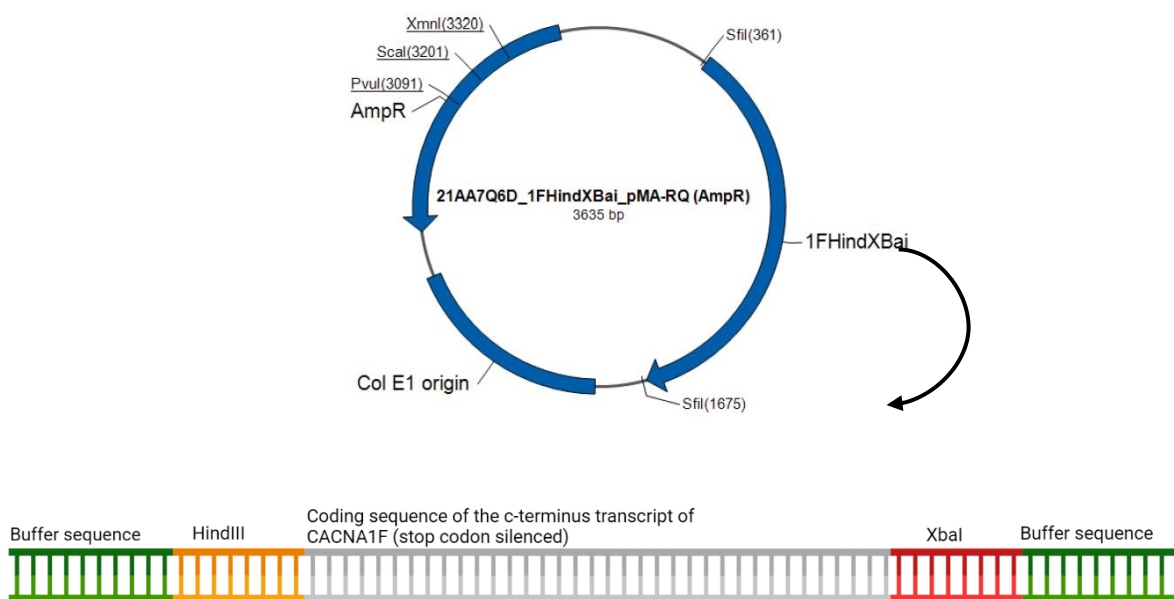 XmnI(3320)
ScaI(3201)
PvuI(3091)
AmpR
SfiI(361)
21AA7Q6D_1FHindXBai_pMA-RQ (AmpR)
3635 bp
1FHindXBai
Col E1 origin
SfiI(1675)
Buffer sequence
HindIII
Coding sequence of the c-terminus transcript of
CACNA1F (stop codon silenced)
XbaI
Buffer sequence